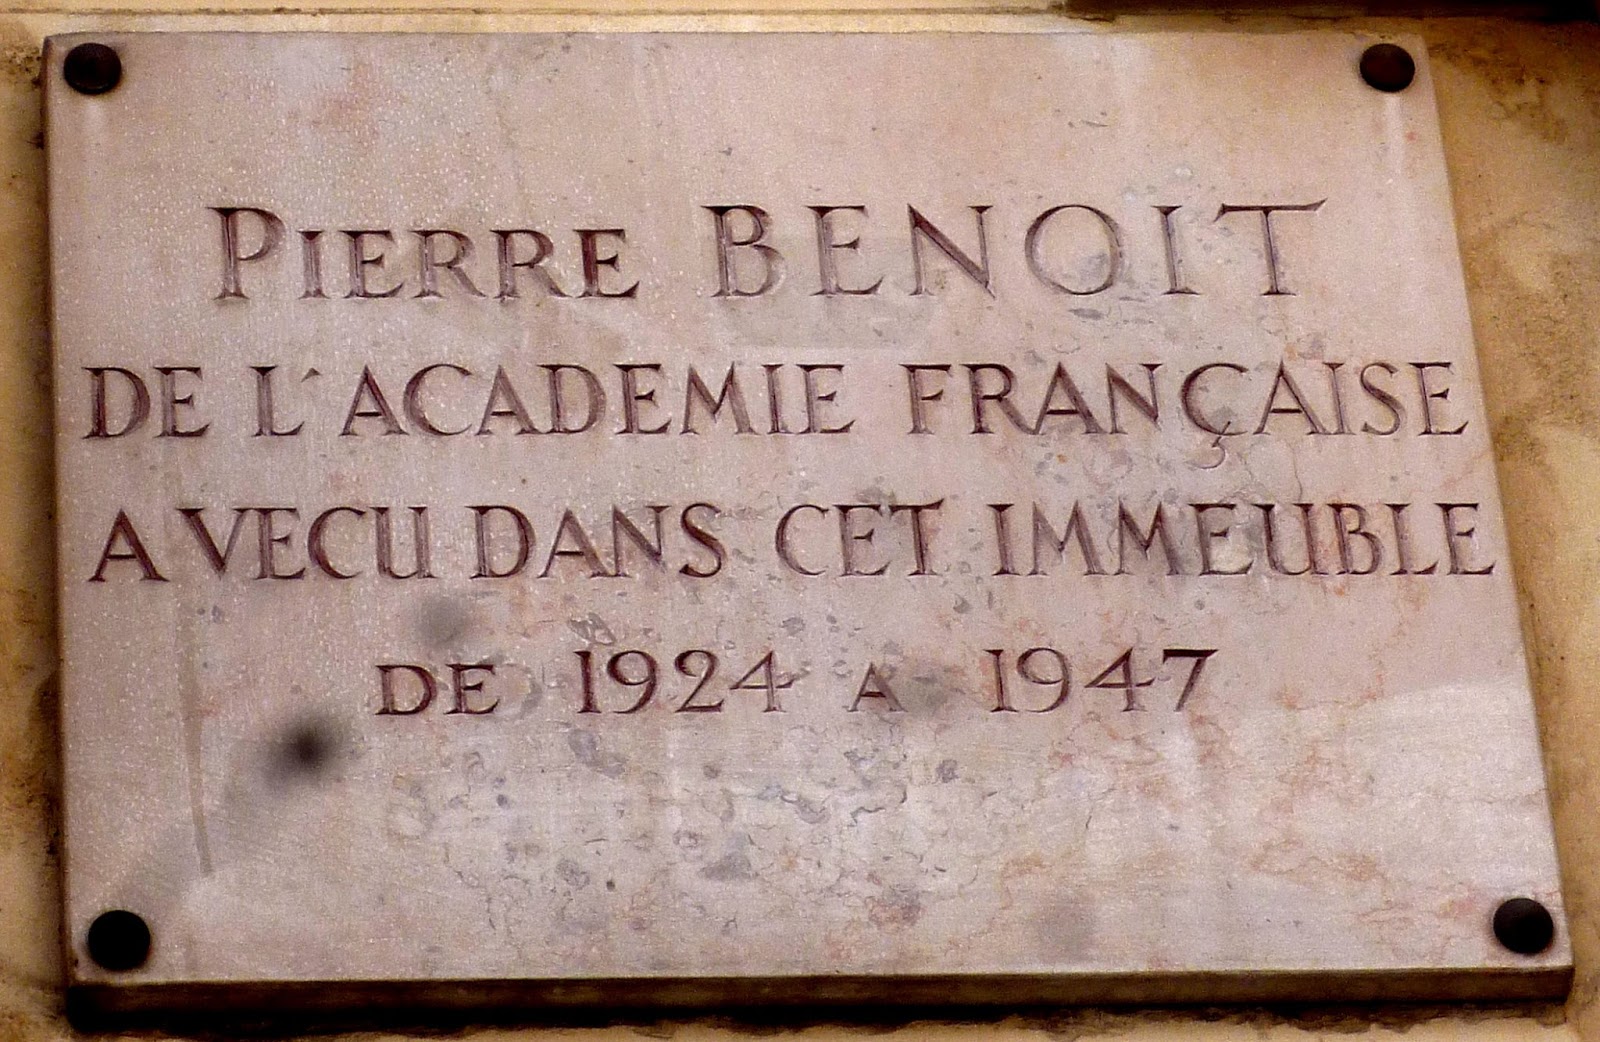 PIERRE BENOIT
DE L'ACADEMIE FRANÇAISE
A VECU DANS CET IMMEUBLE
DE 1924 A 1947